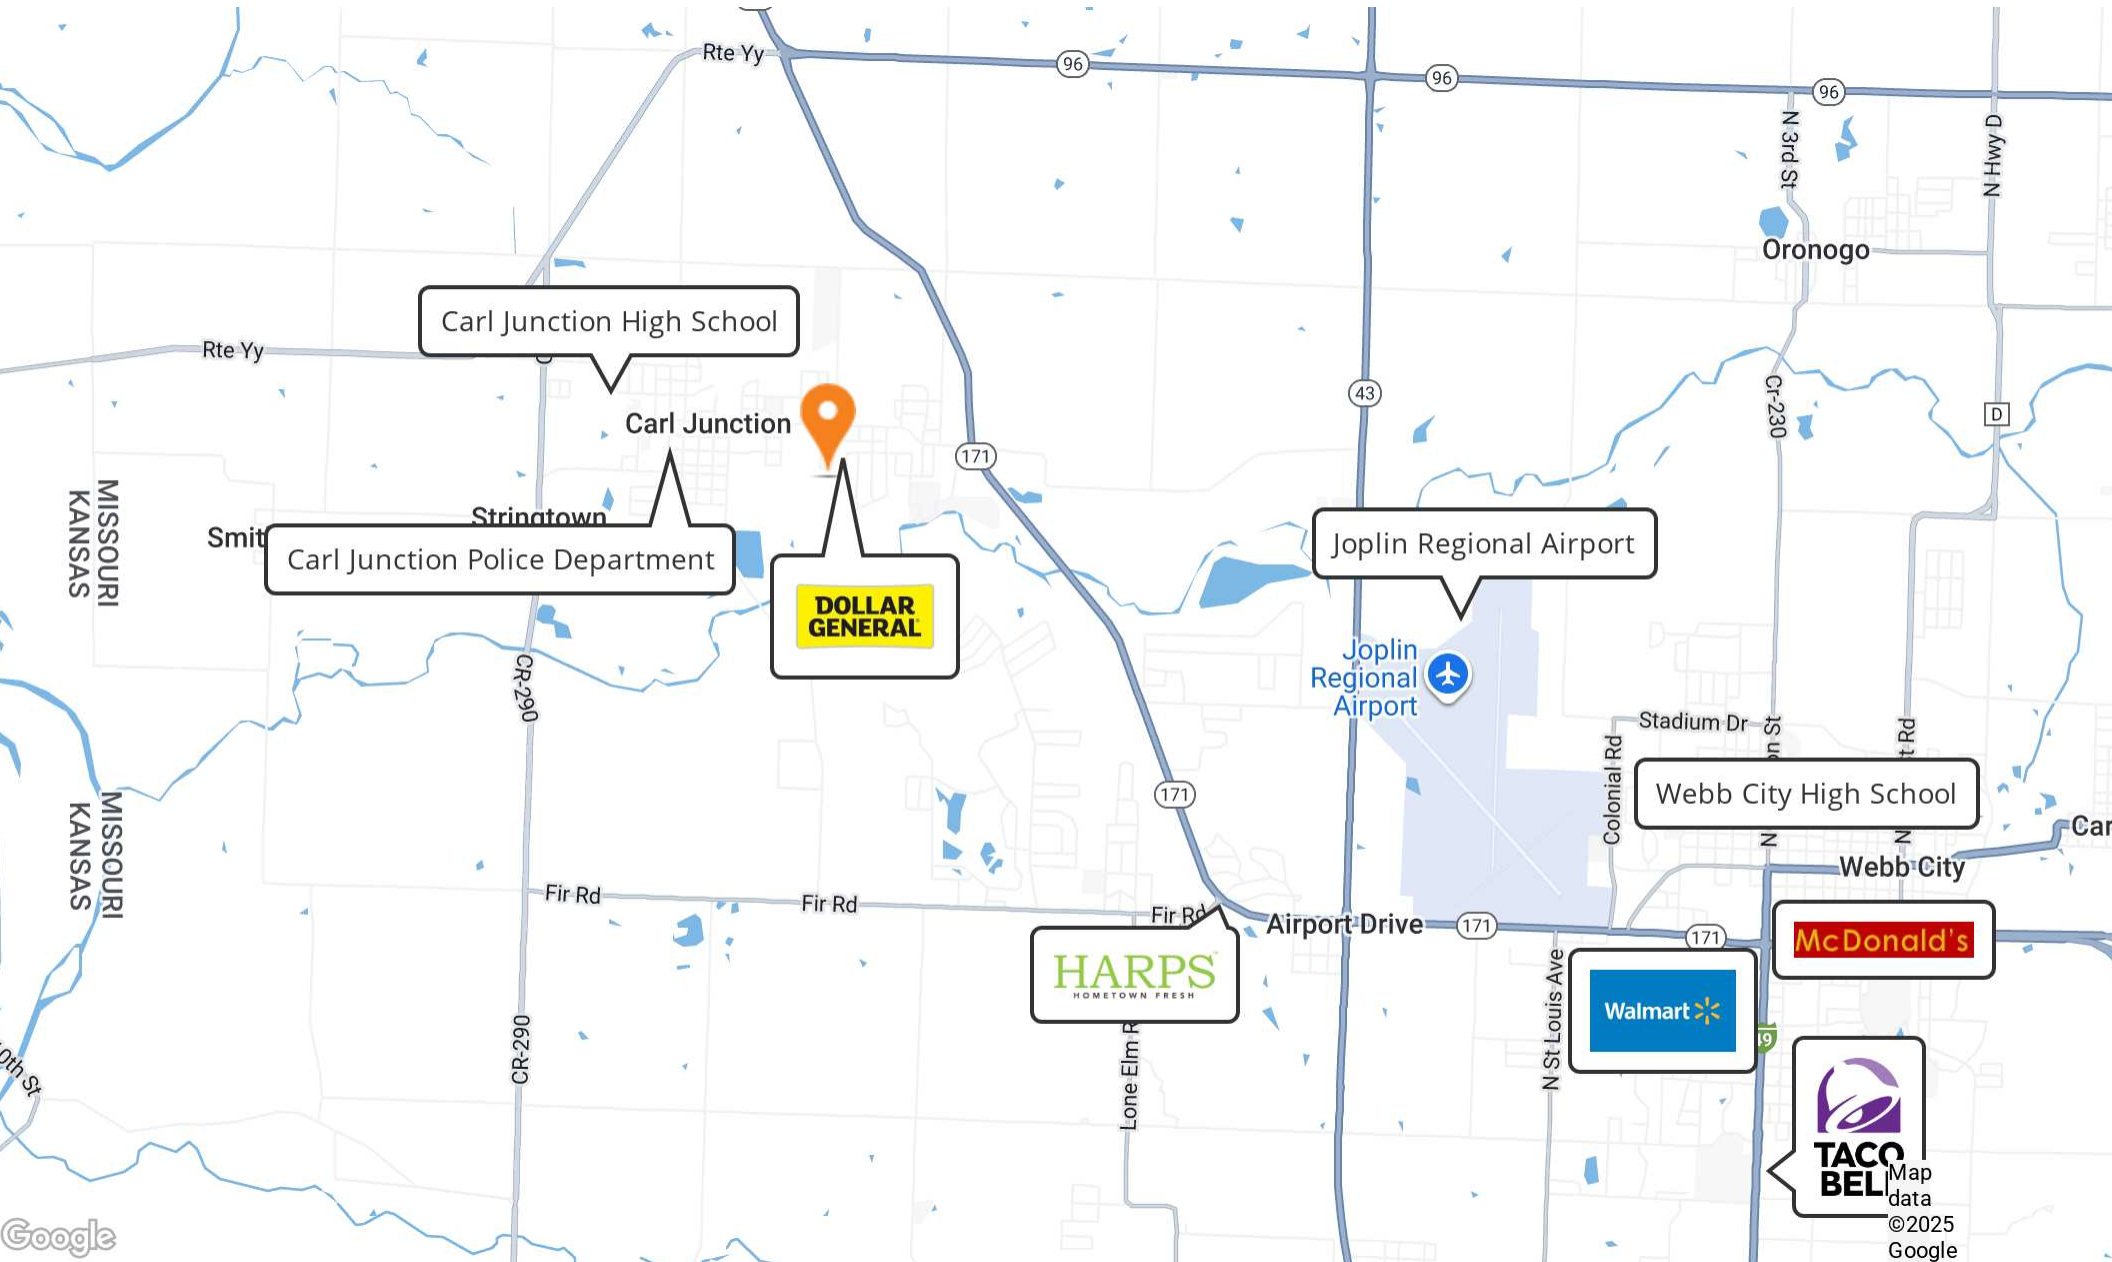 Rte Yy
96
96
96
N 3rd St
N Hwy D
Oronogo
Carl Junction High School
Rte Yy
Cr-230
43
D
Carl Junction
171
MISSOURI
KANSAS
Stringtown
Smit
Carl Junction Police Department
Joplin Regional Airport
DOLLAR
GENERAL
Joplin
Regional
Airport
CR-290
Stadium Dr
Colonial Rd
Webb City High School
171
MISSOURI
KANSAS
Car
Webb City
Fir Rd
Fir Rd
Fir Rd
Airport Drive
171
171
McDonald's
HARPS
HOMETOWN FRESH
Walmart
N St Louis Ave
49
CR-290
Lone Elm R
0th St
TACO
BELL
Map
data
©2025
Google
Google